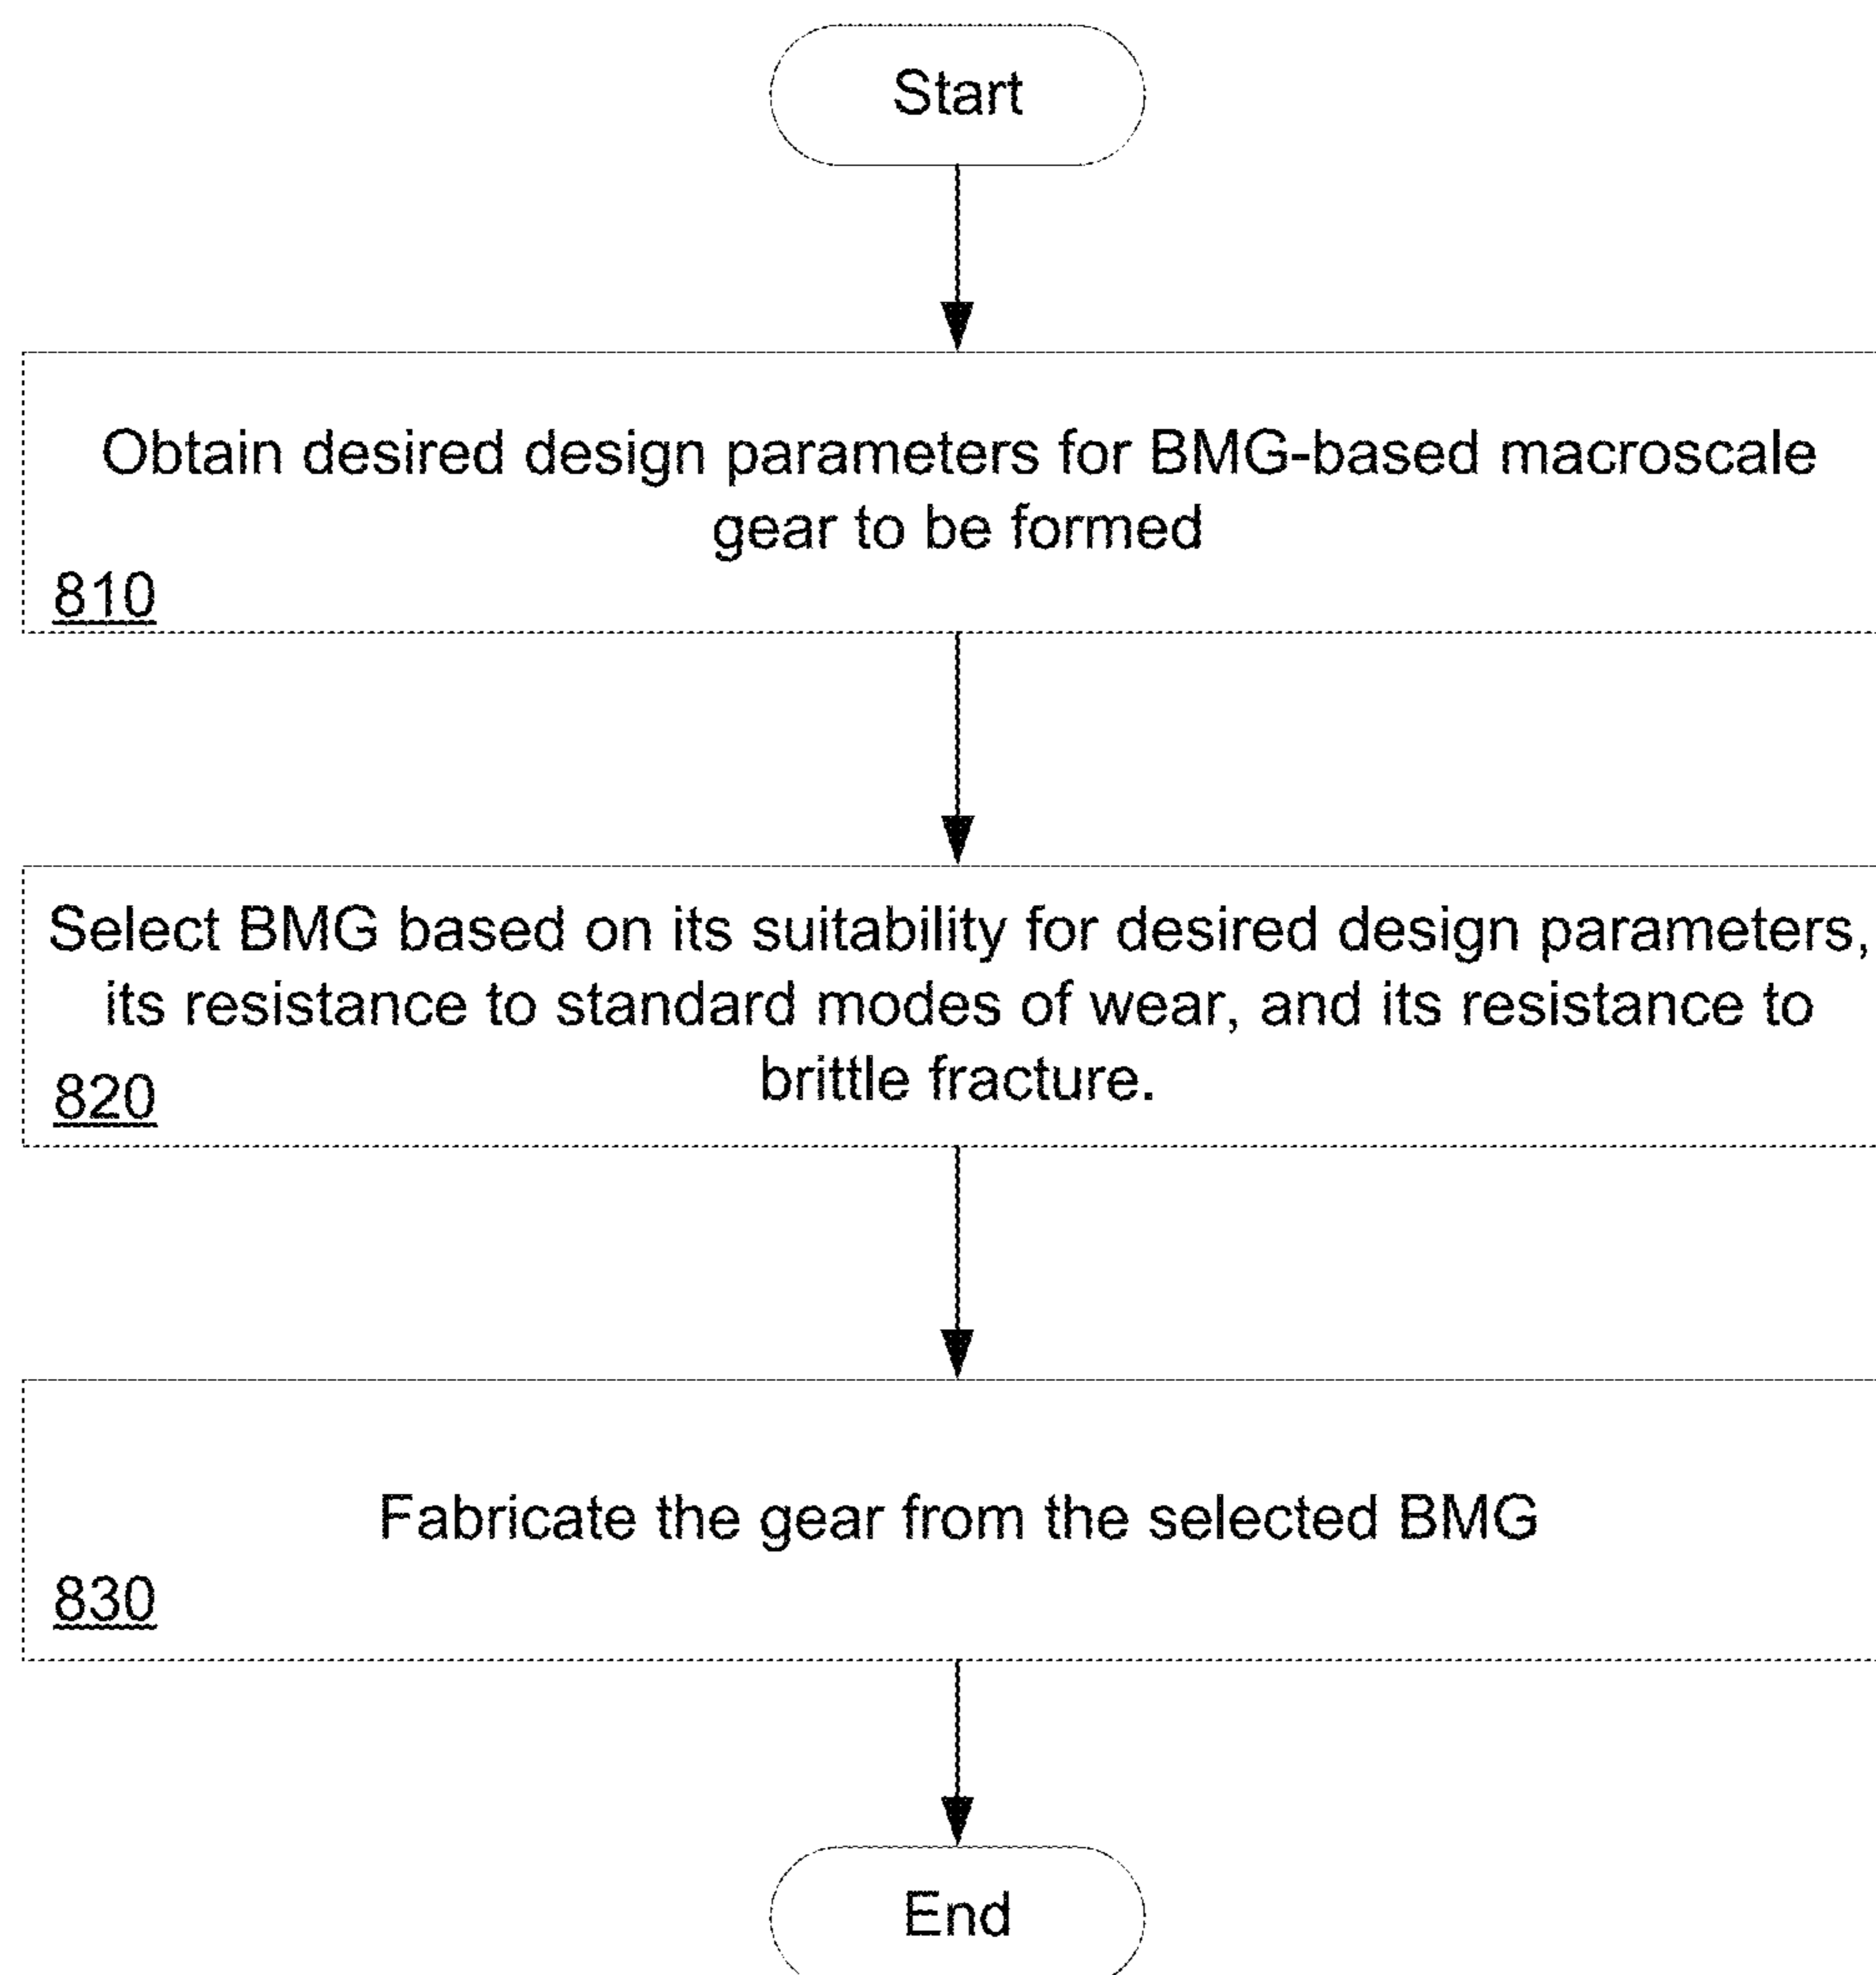 Start
Obtain desired design parameters for BMG-based macroscale
gear to be formed
810
Select BMG based on its suitability for desired design parameters,
its resistance to standard modes of wear, and its resistance to
brittle fracture.
820
Fabricate the gear from the selected BMG
830
End